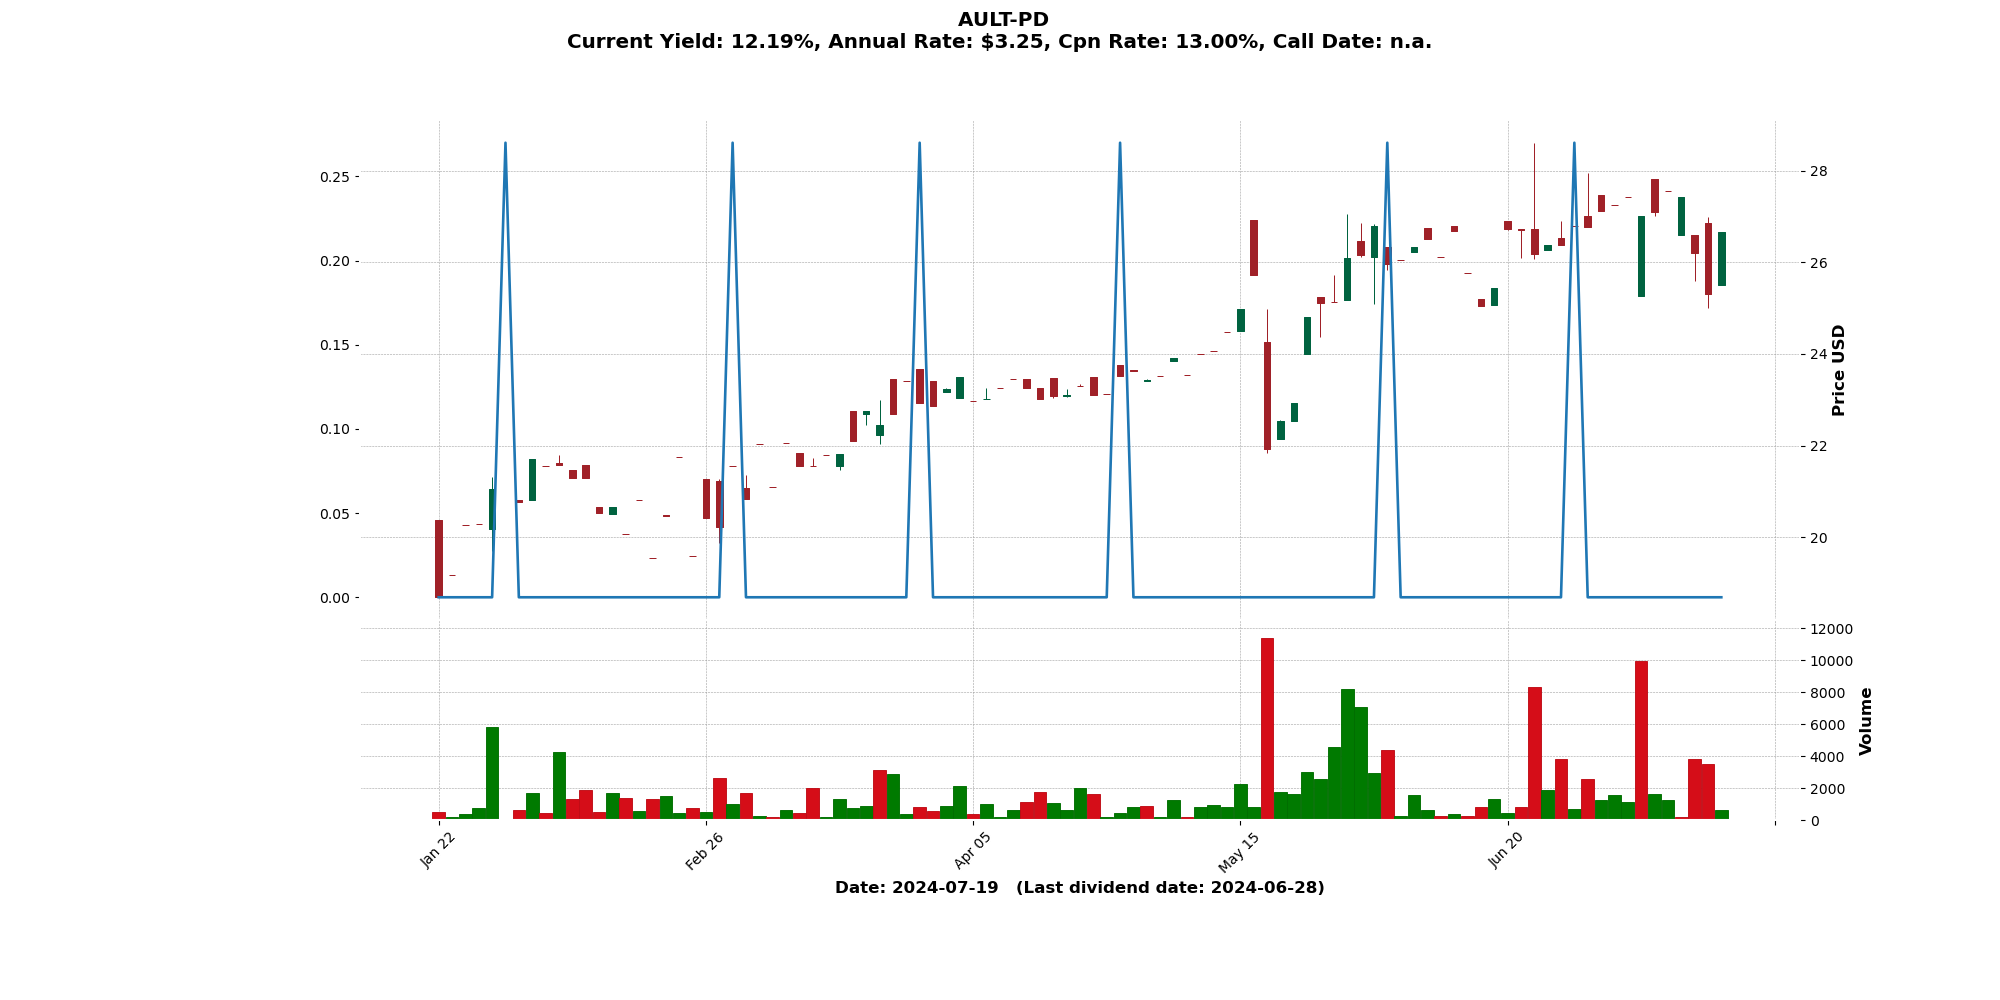 AULT-PD
Current Yield: 12.19%, Annual Rate: $3.25, Cpn Rate: 13.00%, Call Date: n.a.
0.25
0.20
0.15
0.10
0.05
0.00
28
26
24
22
20
Price USD
12000
10000
8000
6000
4000
2000
0
Volume
Jan 22
Feb 26
Apr 05
May 15
Jun 20
Date: 2024-07-19   (Last dividend date: 2024-06-28)